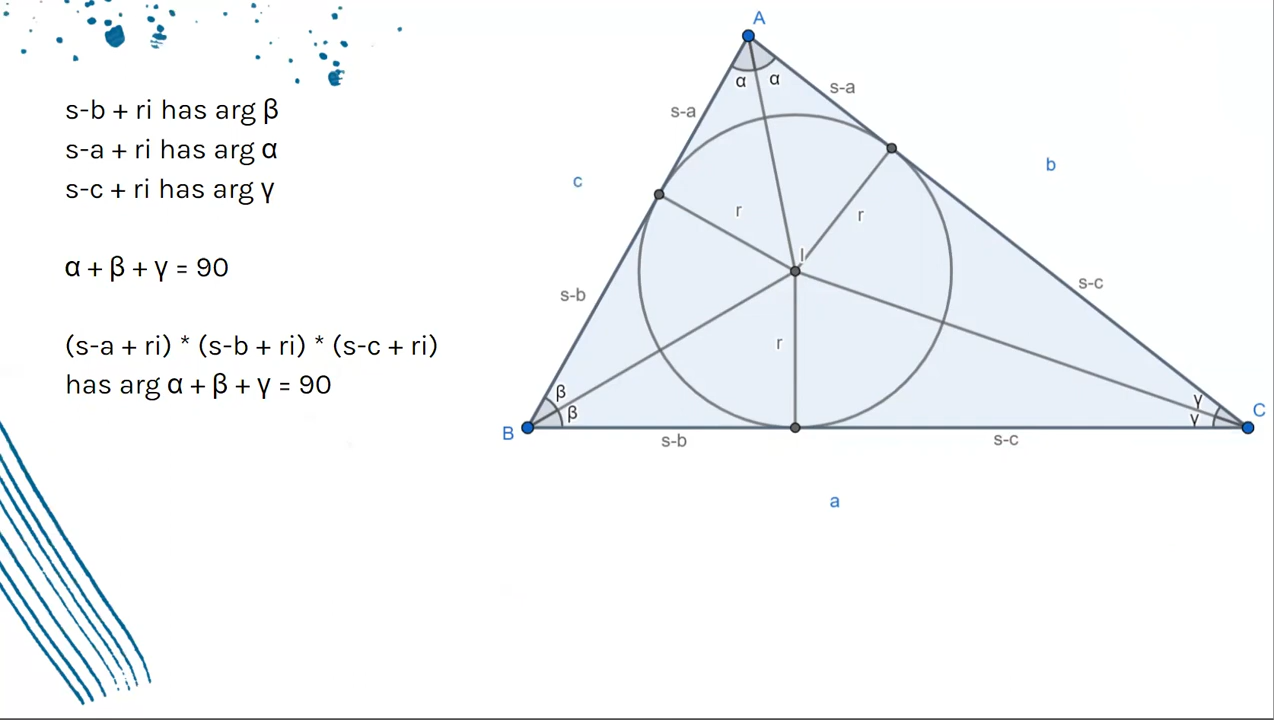 s-b + ri has arg β
s-a + ri has arg α
s-c + ri has arg γ
α + β + γ = 90
(s-a + ri) * (s-b + ri) * (s-c + ri)
has arg α + β + γ = 90
A
α α
s-a
s-a
c
b
r
r
I
s-b
s-c
r
β
β
γ
γ
B
C
s-b
s-c
a